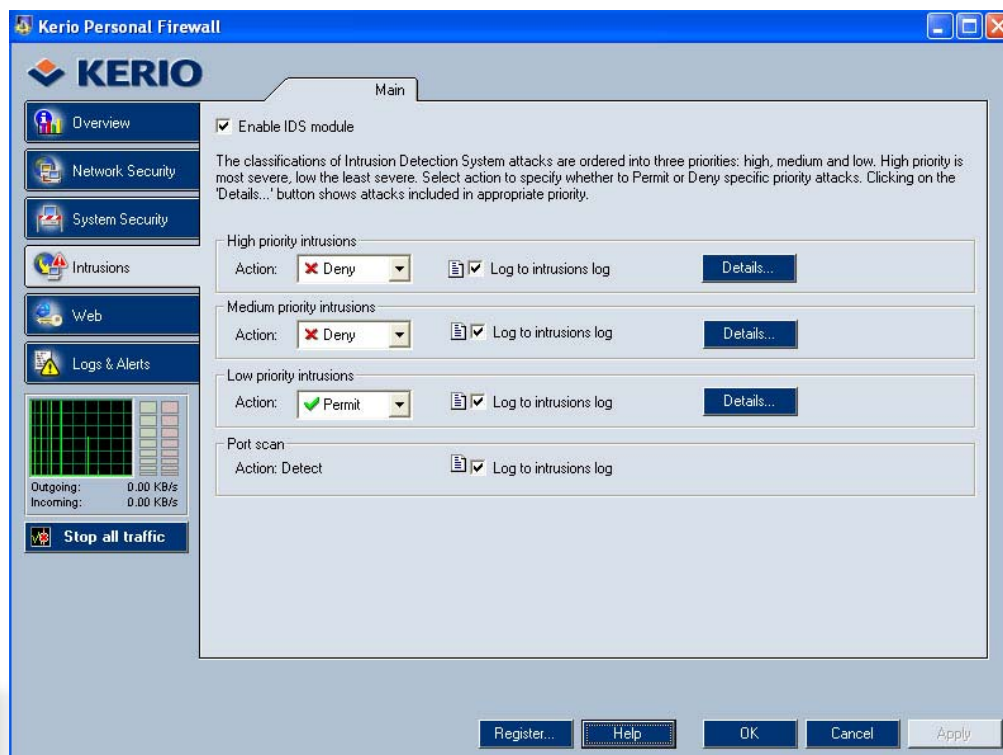 Kerio Personal Firewall
KERIO
Main
Overview
Network Security
System Security
Intrusions
Web
Logs & Alerts
Outgoing: 0.00 KB/s
Incoming: 0.00 KB/s
Stop all traffic
Enable IDS module
The classifications of Intrusion Detection System attacks are ordered into three priorities: high, medium and low. High priority is
most severe, low the least severe. Select action to specify whether to Permit or Deny specific priority attacks. Clicking on the
'Details...' button shows attacks included in appropriate priority.
High priority intrusions
Action: Deny Log to intrusions log Details...
Medium priority intrusions
Action: Deny Log to intrusions log Details...
Low priority intrusions
Action: Permit Log to intrusions log Details...
Port scan
Action: Detect Log to intrusions log
Register... Help OK Cancel Apply